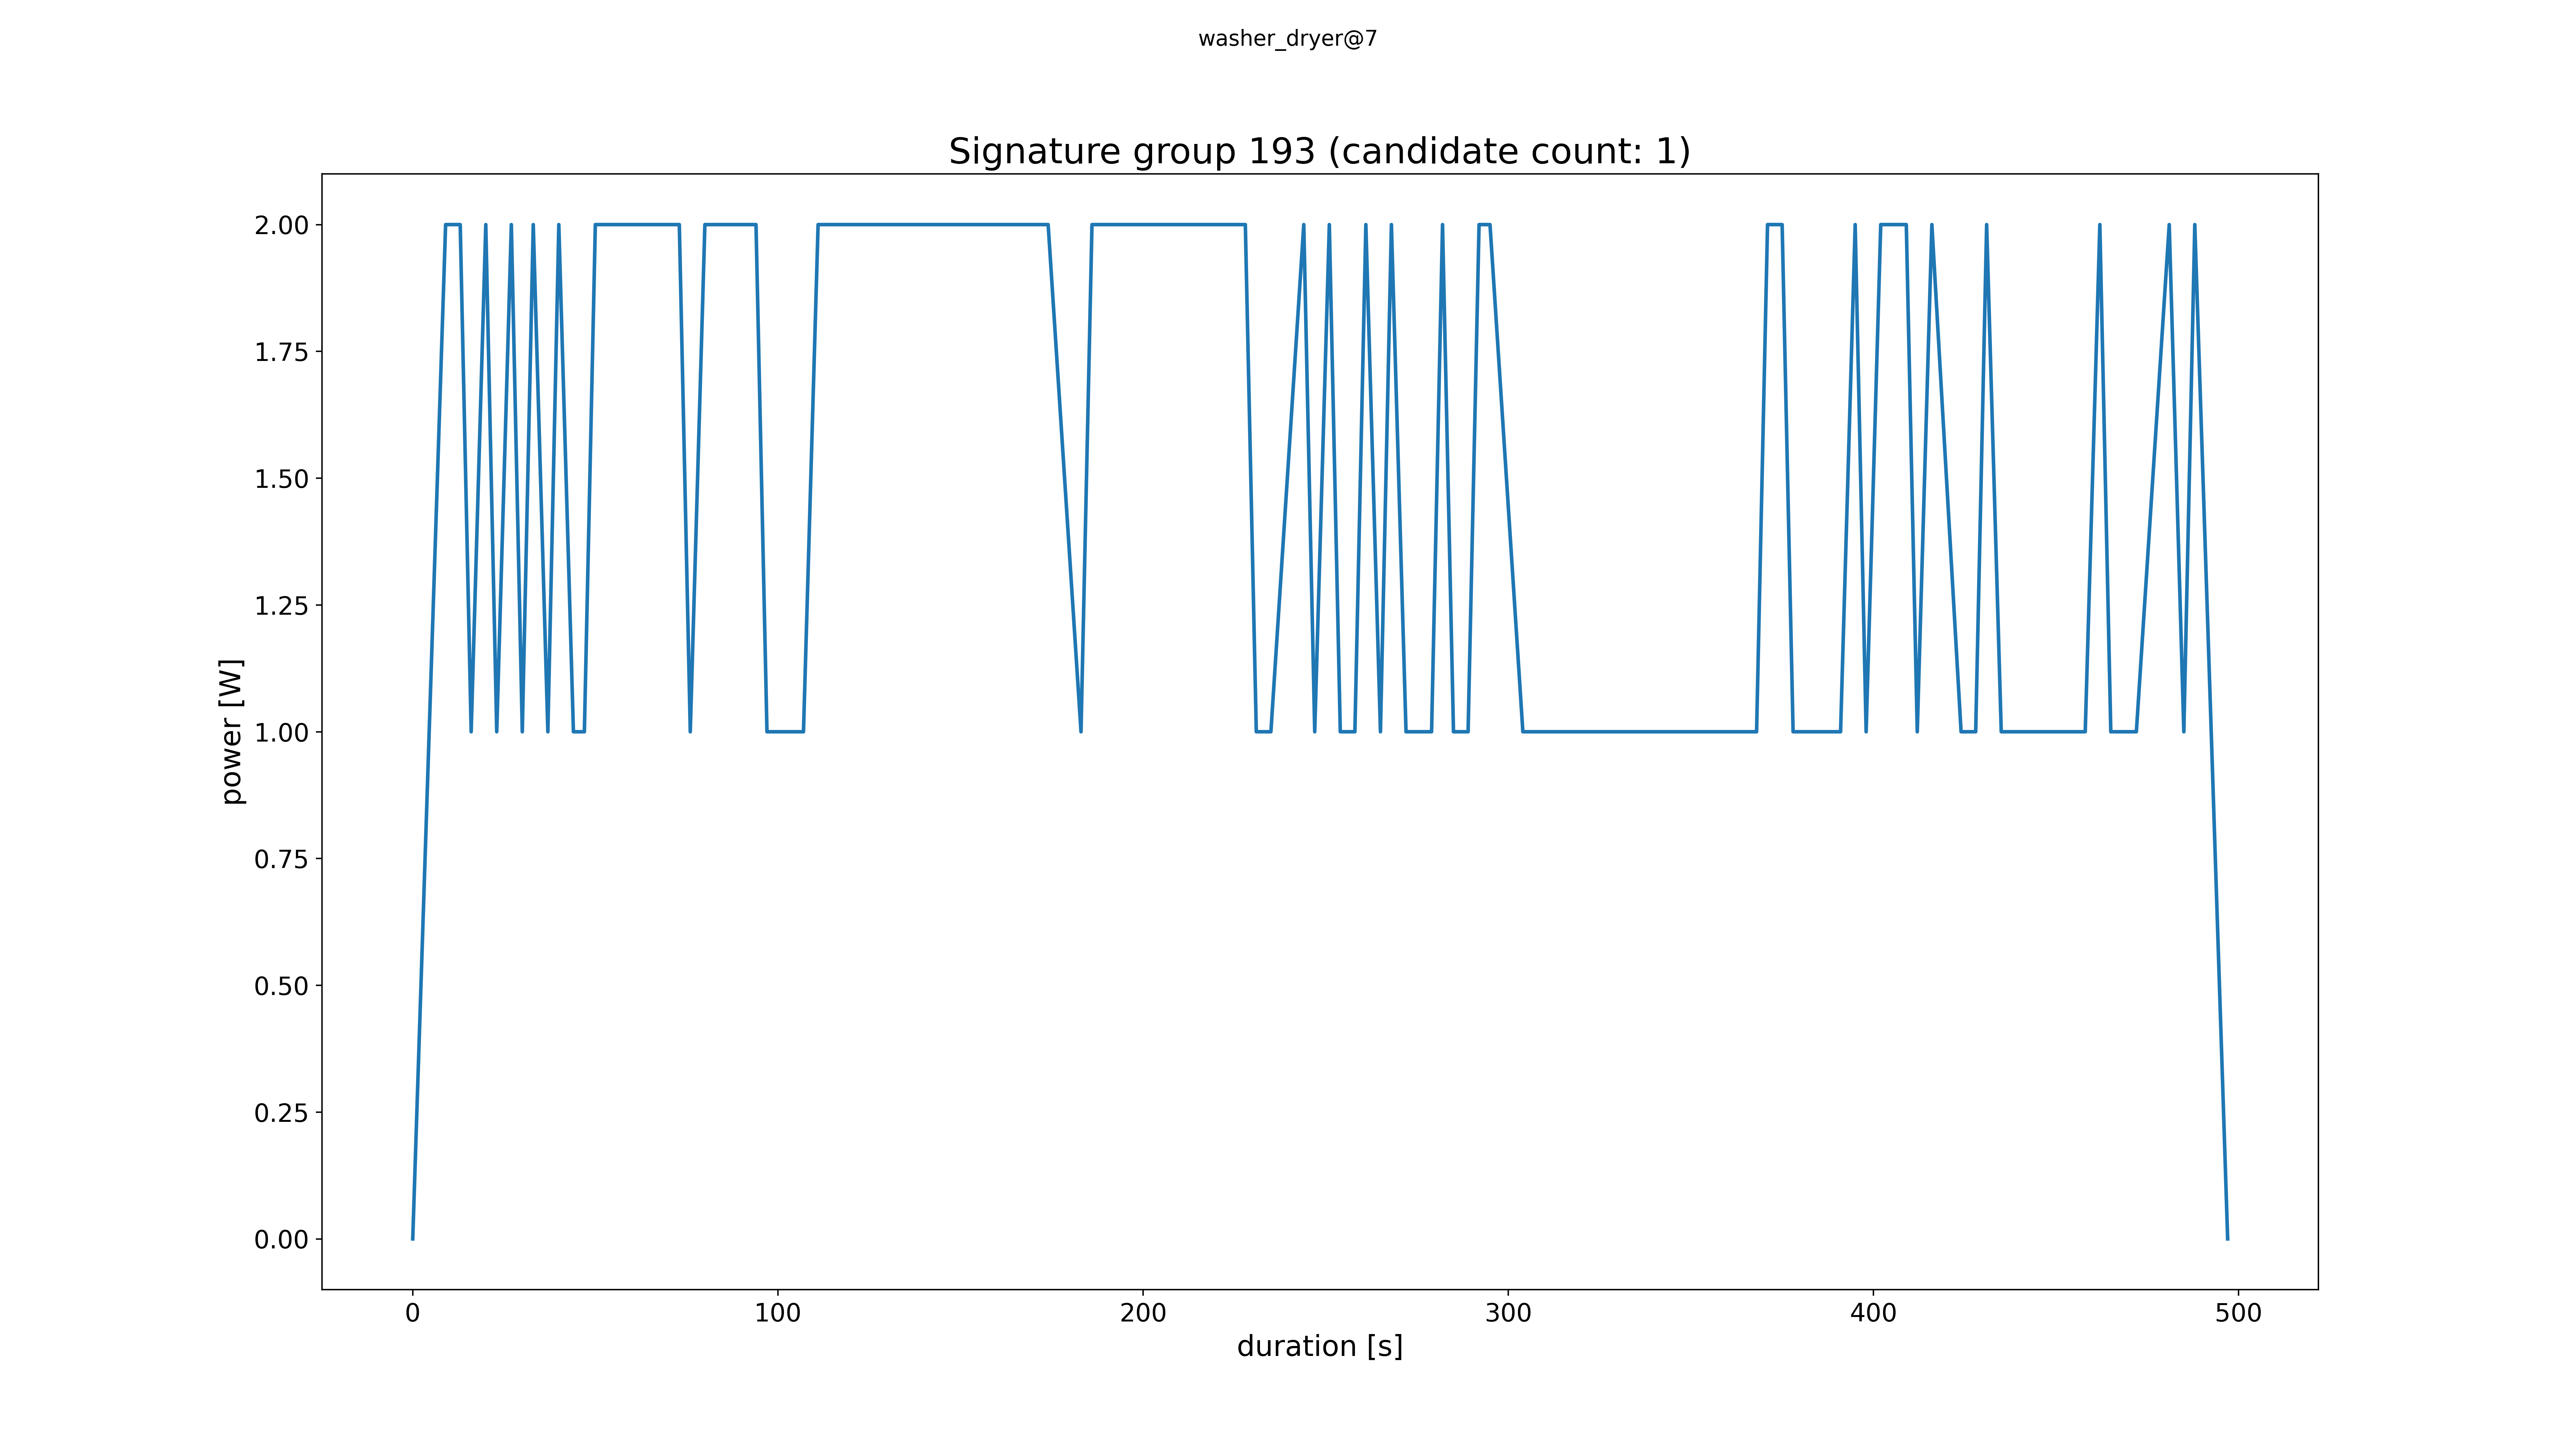 washer_dryer@7
Signature group 193 (candidate count: 1)
power [W]
2.00
1.75
1.50
1.25
1.00
0.75
0.50
0.25
0.00
0 100 200 300 400 500
duration [s]